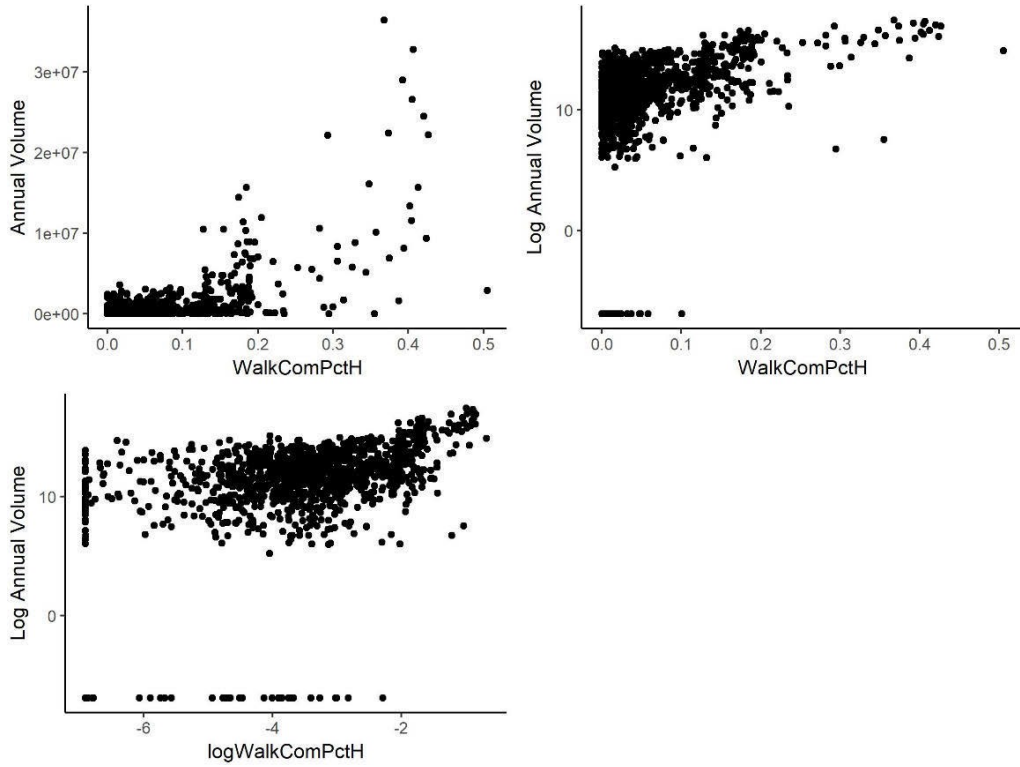 3e+07
2e+07
1e+07
0e+00
Annual Volume
0.0 0.1 0.2 0.3 0.4 0.5
WalkComPctH
10
0
Log Annual Volume
0.0 0.1 0.2 0.3 0.4 0.5
WalkComPctH
10
0
Log Annual Volume
-6 -4 -2
logWalkComPctH